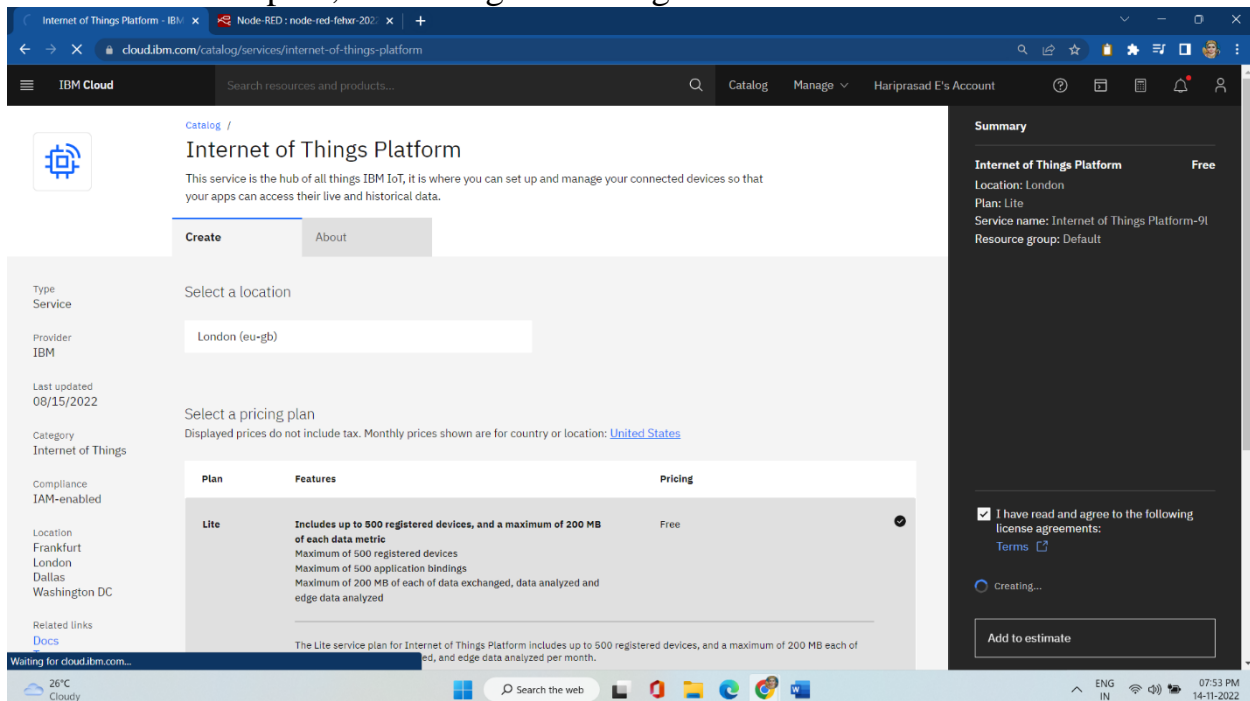 Internet of Things Platform - IBM
Node-RED : node-red-fehxr-202
cloud.ibm.com/catalog/services/internet-of-things-platform
IBM Cloud
Search resources and products...
Catalog
Manage
Hariprasad E's Account
Catalog /
Internet of Things Platform
This service is the hub of all things IBM IoT, it is where you can set up and manage your connected devices so that
your apps can access their live and historical data.
Create
About
Type
Service
Provider
IBM
Last updated
08/15/2022
Category
Internet of Things
Compliance
IAM-enabled
Location
Frankfurt
London
Dallas
Washington DC
Related links
Docs
Select a location
London (eu-gb)
Select a pricing plan
Displayed prices do not include tax. Monthly prices shown are for country or location: United States
Plan
Features
Pricing
Lite
Includes up to 500 registered devices, and a maximum of 200 MB
of each data metric
Free
Maximum of 500 registered devices
Maximum of 500 application bindings
Maximum of 200 MB of each of data exchanged, data analyzed and
edge data analyzed
The Lite service plan for Internet of Things Platform includes up to 500 registered devices, and a maximum of 200 MB each of
ed, and edge data analyzed per month.
Summary
Internet of Things Platform Free
Location: London
Plan: Lite
Service name: Internet of Things Platform-9l
Resource group: Default
I have read and agree to the following
license agreements:
Terms
Creating...
Add to estimate
Waiting for cloud.ibm.com...
26°C
Cloudy
Search the web
ENG
IN
07:53 PM
14-11-2022